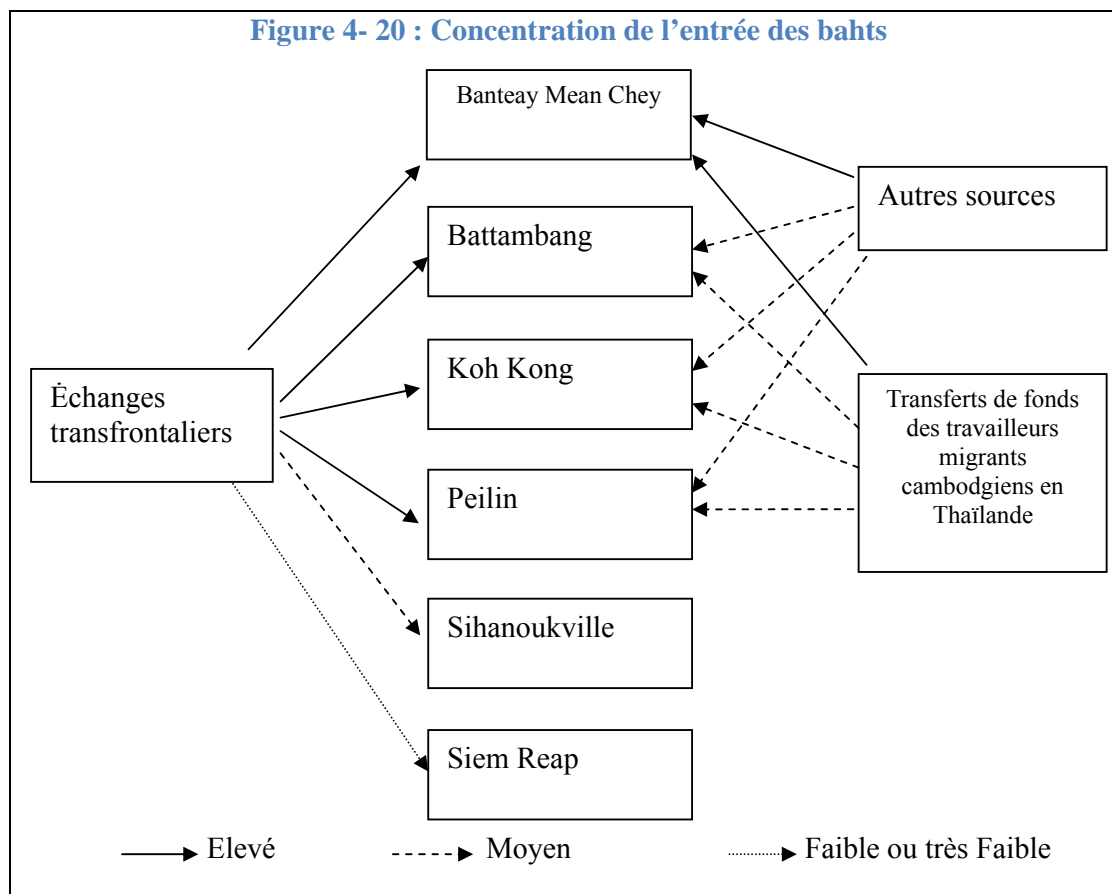 Figure 4- 20 : Concentration de l’entrée des bahts
Banteay Mean Chey
Autres sources
Battambang
Koh Kong
Ėchanges
transfrontaliers
Transferts de fonds
des travailleurs
migrants
cambodgiens en
Thaïlande
Peilin
Sihanoukville
Siem Reap
Elevé
Moyen
Faible ou très Faible